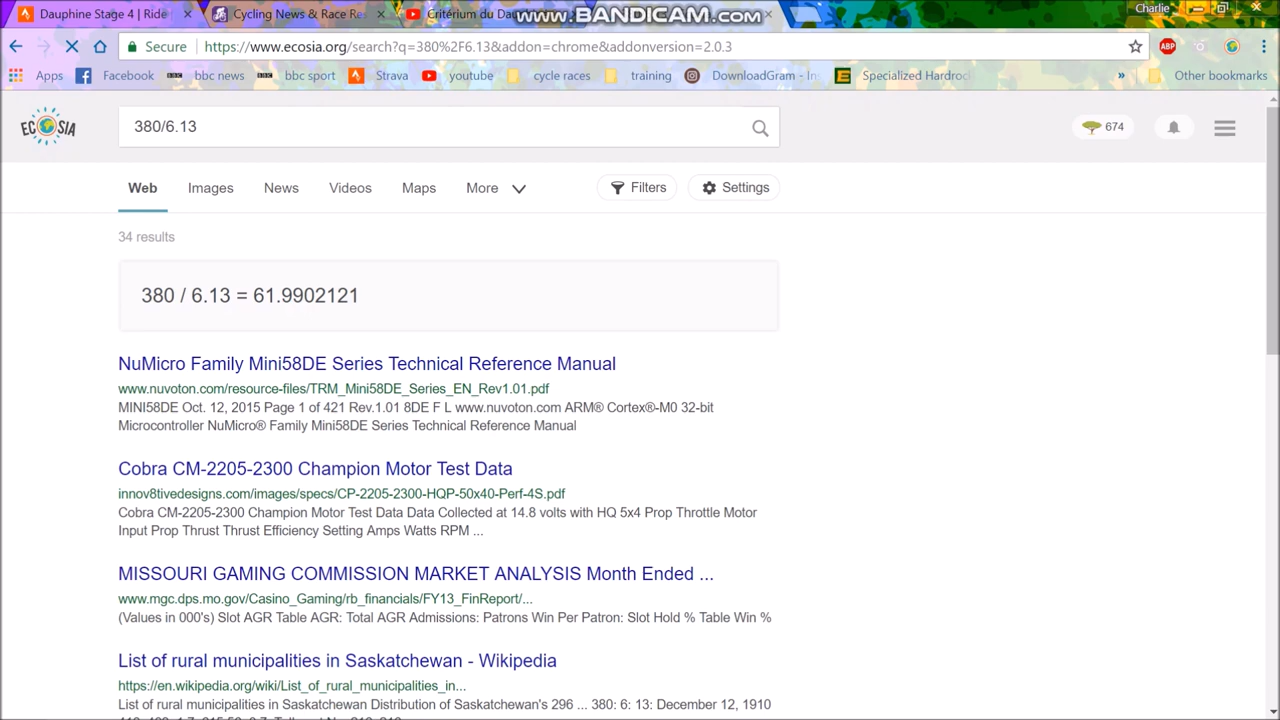 Dauphine Stage 4 | Ride
Cycling News & Race Res
Critérium du Dau
www.BANDICAM.com
Charlie
Secure
https://www.ecosia.org/search?q=380%2F6.13&addon=chrome&addonversion=2.0.3
ABP
Apps
Facebook
BBC bbc news
BBC bbc sport
Strava
youtube
cycle races
training
DownloadGram - In
Specialized Hardroc
»
Other bookmarks
ECOSIA
380/6.13
674
Web
Images
News
Videos
Maps
More
Filters
Settings
34 results
380 / 6.13 = 61.9902121
NuMicro Family Mini58DE Series Technical Reference Manual
www.nuvoton.com/resource-files/TRM_Mini58DE_Series_EN_Rev1.01.pdf
MINI58DE Oct. 12, 2015 Page 1 of 421 Rev.1.01 8DE F L www.nuvoton.com ARM® Cortex®-M0 32-bit
Microcontroller NuMicro® Family Mini58DE Series Technical Reference Manual
Cobra CM-2205-2300 Champion Motor Test Data
innov8tivedesigns.com/images/specs/CP-2205-2300-HQP-50x40-Perf-4S.pdf
Cobra CM-2205-2300 Champion Motor Test Data Data Collected at 14.8 volts with HQ 5x4 Prop Throttle Motor
Input Prop Thrust Thrust Efficiency Setting Amps Watts RPM ...
MISSOURI GAMING COMMISSION MARKET ANALYSIS Month Ended ...
www.mgc.dps.mo.gov/Casino_Gaming/rb_financials/FY13_FinReport/...
(Values in 000's) Slot AGR Table AGR: Total AGR Admissions: Patrons Win Per Patron: Slot Hold % Table Win %
List of rural municipalities in Saskatchewan - Wikipedia
https://en.wikipedia.org/wiki/List_of_rural_municipalities_in...
List of rural municipalities in Saskatchewan Distribution of Saskatchewan's 296 ... 380: 6: 13: December 12, 1910